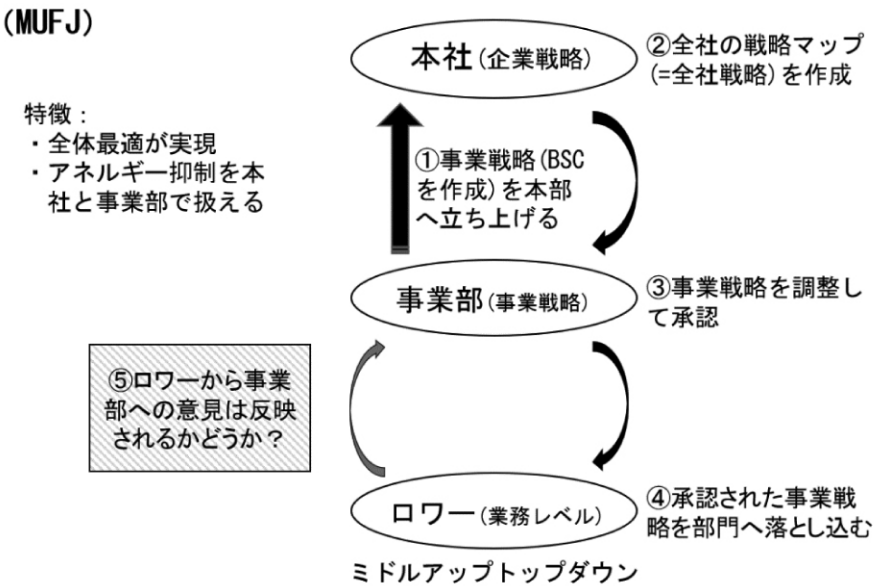 (MUFJ)
本社(企業戦略)
②全社の戦略マップ
(=全社戦略)を作成
特徴：
・全体最適が実現
・アネルギー抑制を本
社と事業部で扱える
①事業戦略(BSC
を作成)を本部
へ立ち上げる
事業部(事業戦略)
③事業戦略を調整し
て承認
⑤ロワーから事業
部への意見は反映
されるかどうか？
ロワー(業務レベル)
④承認された事業戦
略を部門へ落とし込む
ミドルアップトップダウン